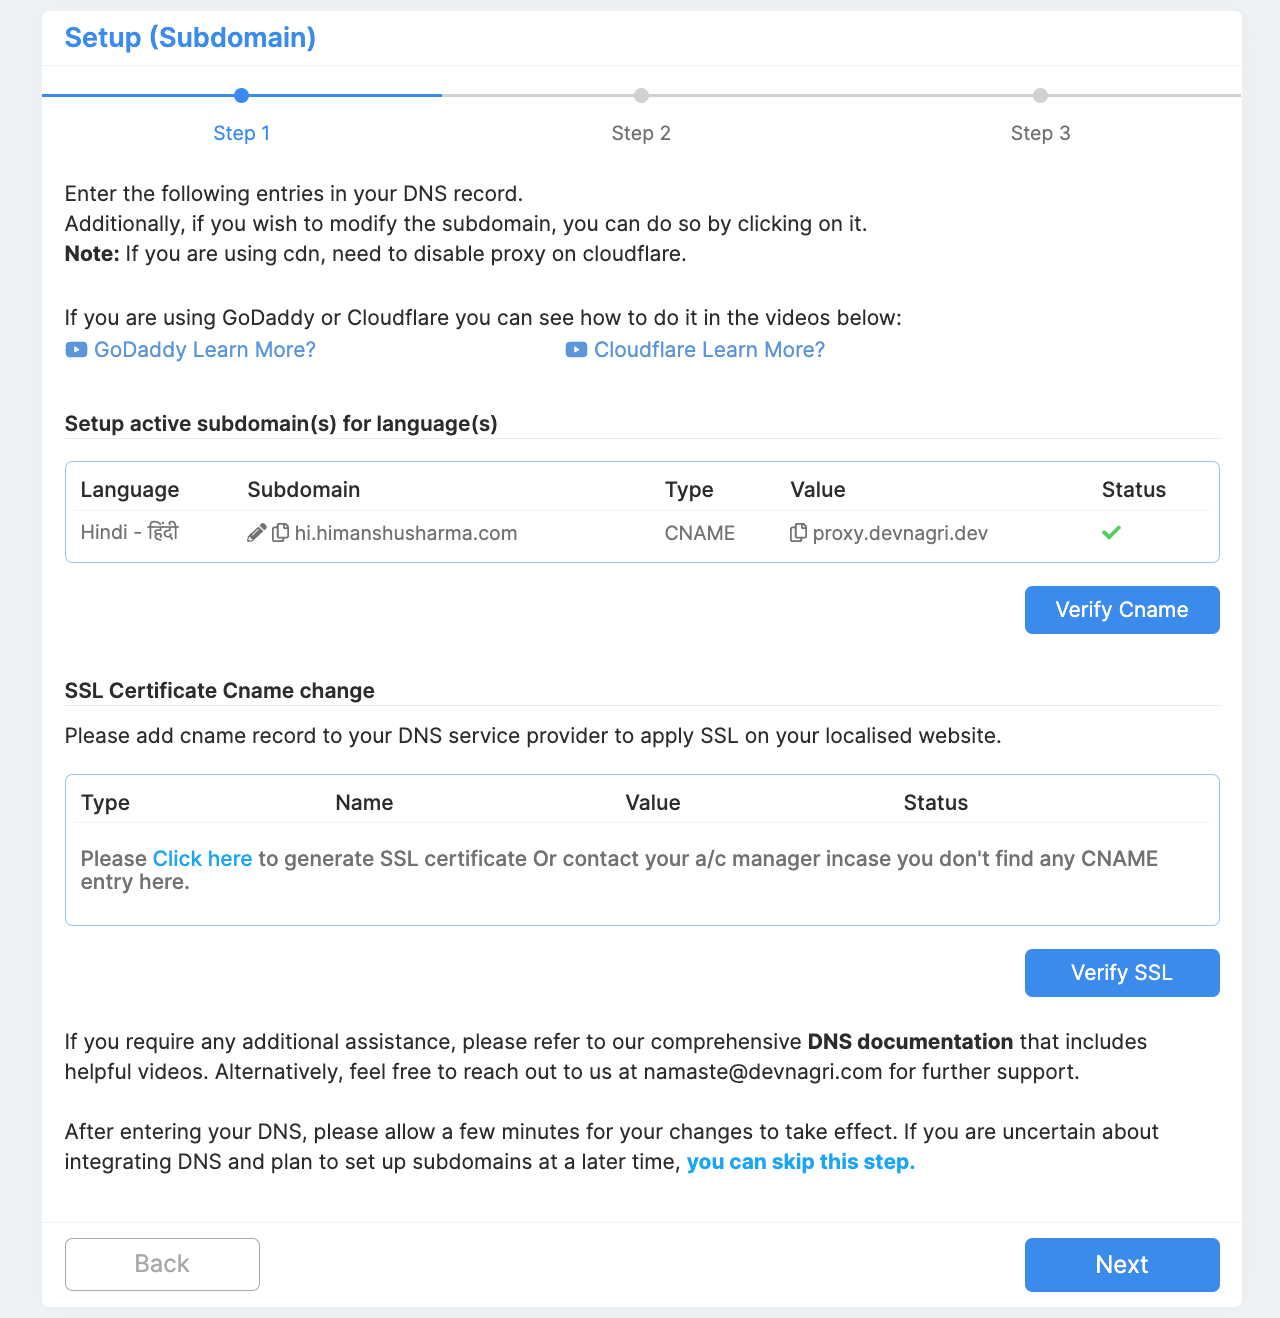 Setup (Subdomain)
Step 1
Step 2
Step 3
Enter the following entries in your DNS record.
Additionally, if you wish to modify the subdomain, you can do so by clicking on it.
Note: If you are using cdn, need to disable proxy on cloudflare.
If you are using GoDaddy or Cloudflare you can see how to do it in the videos below:
GoDaddy Learn More? Cloudflare Learn More?
Setup active subdomain(s) for language(s)
Language Subdomain Type Value Status
Hindi - हिंदी hi.himanshusharma.com CNAME proxy.devnagri.dev
Verify Cname
SSL Certificate Cname change
Please add cname record to your DNS service provider to apply SSL on your localised website.
Type Name Value Status
Please Click here to generate SSL certificate Or contact your a/c manager incase you don't find any CNAME
entry here.
Verify SSL
If you require any additional assistance, please refer to our comprehensive DNS documentation that includes
helpful videos. Alternatively, feel free to reach out to us at namaste@devnagri.com for further support.
After entering your DNS, please allow a few minutes for your changes to take effect. If you are uncertain about
integrating DNS and plan to set up subdomains at a later time, you can skip this step.
Back
Next